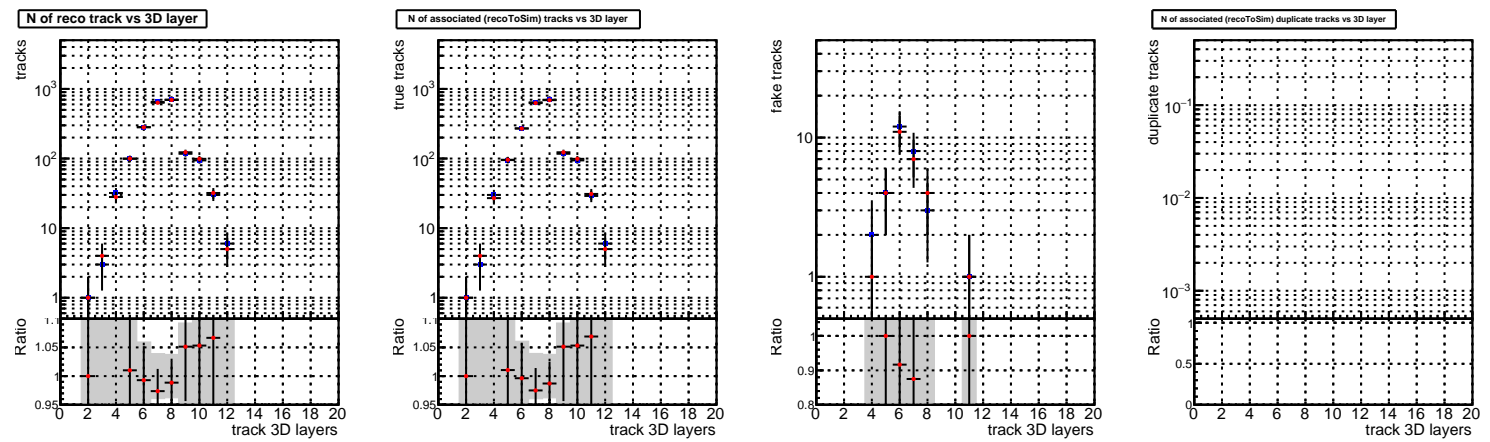 N of reco track vs 3D layer
tracks
10³
10²
10
1
Ratio
1.1
1.05
1
0.95
0 2 4 6 8 10 12 14 16 18 20
track 3D layers
N of associated (recoToSim) tracks vs 3D layer
true tracks
10³
10²
10
1
Ratio
1.1
1.05
1
0.95
0 2 4 6 8 10 12 14 16 18 20
track 3D layers
fake tracks
10
1
Ratio
1
0.9
0.8
0 2 4 6 8 10 12 14 16 18 20
track 3D layers
N of associated (recoToSim) duplicate tracks vs 3D layer
duplicate tracks
10⁻¹
10⁻²
10⁻³
Ratio
1
0.5
0
0 2 4 6 8 10 12 14 16 18 20
track 3D layers